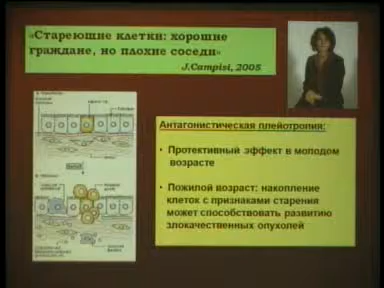 «Стареющие клетки: хорошие
граждане, но плохие соседи»
J.Campisi, 2005
Антагонистическая плейотропия:
• Протективный эффект в молодом
возрасте
• Пожилой возраст: накопление
клеток с признаками старения
может способствовать развитию
злокачественных опухолей